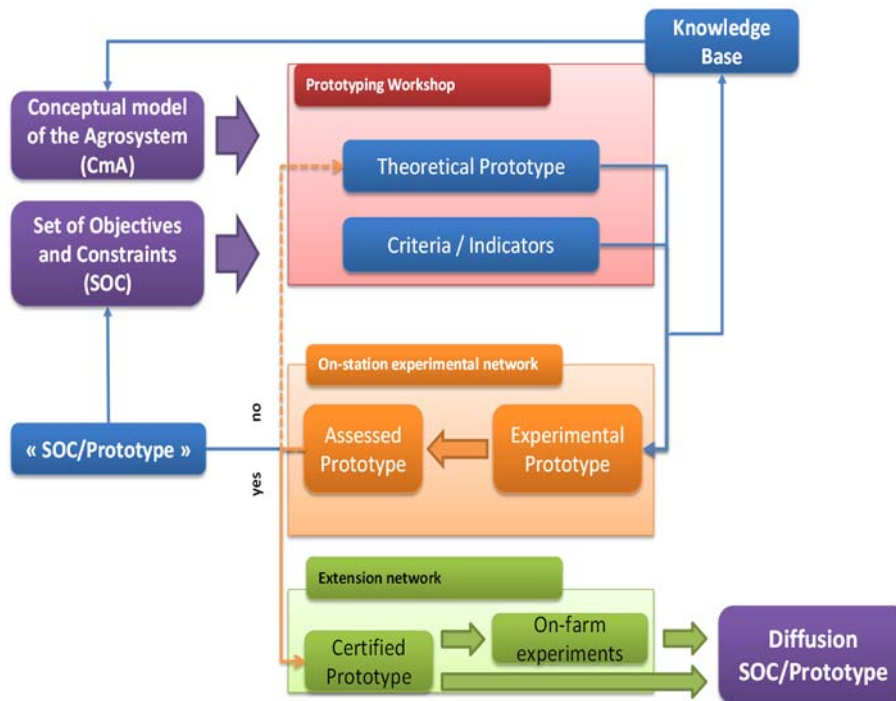 Knowledge
Base
Prototyping Workshop
Conceptual model
of the Agrosystem
(CmA)
Theoretical Prototype
Set of Objectives
and Constraints
(SOC)
Criteria / Indicators
On-station experimental network
no
« SOC/Prototype »
Assessed
Prototype
Experimental
Prototype
yes
Extension network
Certified
Prototype
On-farm
experiments
Diffusion
SOC/Prototype